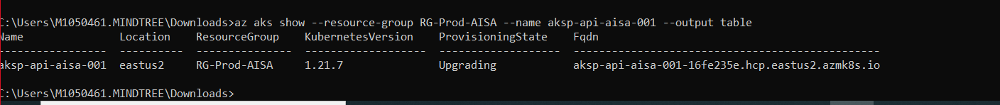 C:\Users\M1050461.MINDTREE\Downloads>az aks show --resource-group RG-Prod-AISA --name aksp-api-aisa-001 --output table
Name Location ResourceGroup KubernetesVersion ProvisioningState Fqdn
----------------- ---------- --------------- ------------------- ------------------- -----------------------------------------------
aksp-api-aisa-001 eastus2 RG-Prod-AISA 1.21.7 Upgrading aksp-api-aisa-001-16fe235e.hcp.eastus2.azmk8s.io
C:\Users\M1050461.MINDTREE\Downloads>